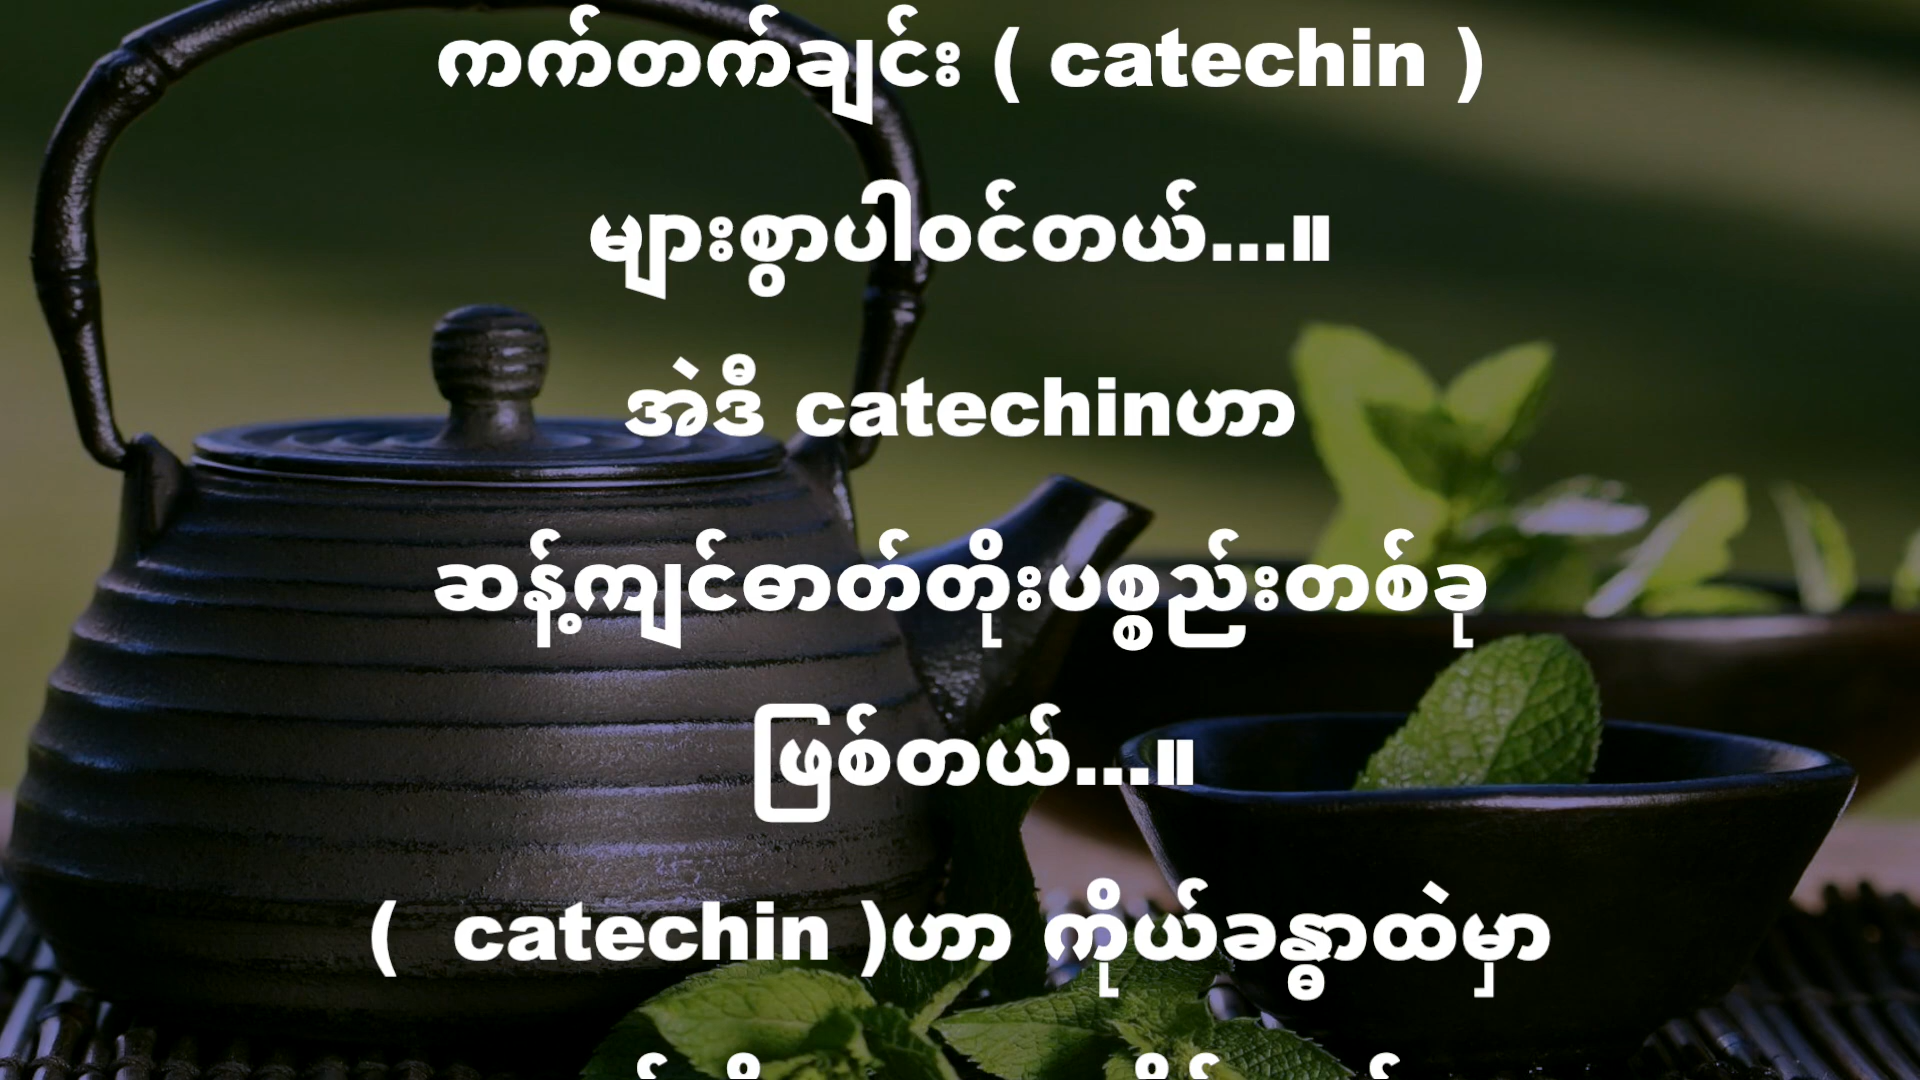 ကက်တက်ချင်း ( catechin )
များစွာပါဝင်တယ်...။
အဲဒီ catechinဟာ
ဆန့်ကျင်ဓာတ်တိုးပစ္စည်းတစ်ခု
ဖြစ်တယ်...။
(  catechin )ဟာ ကိုယ်ခန္ဓာထဲမှာ